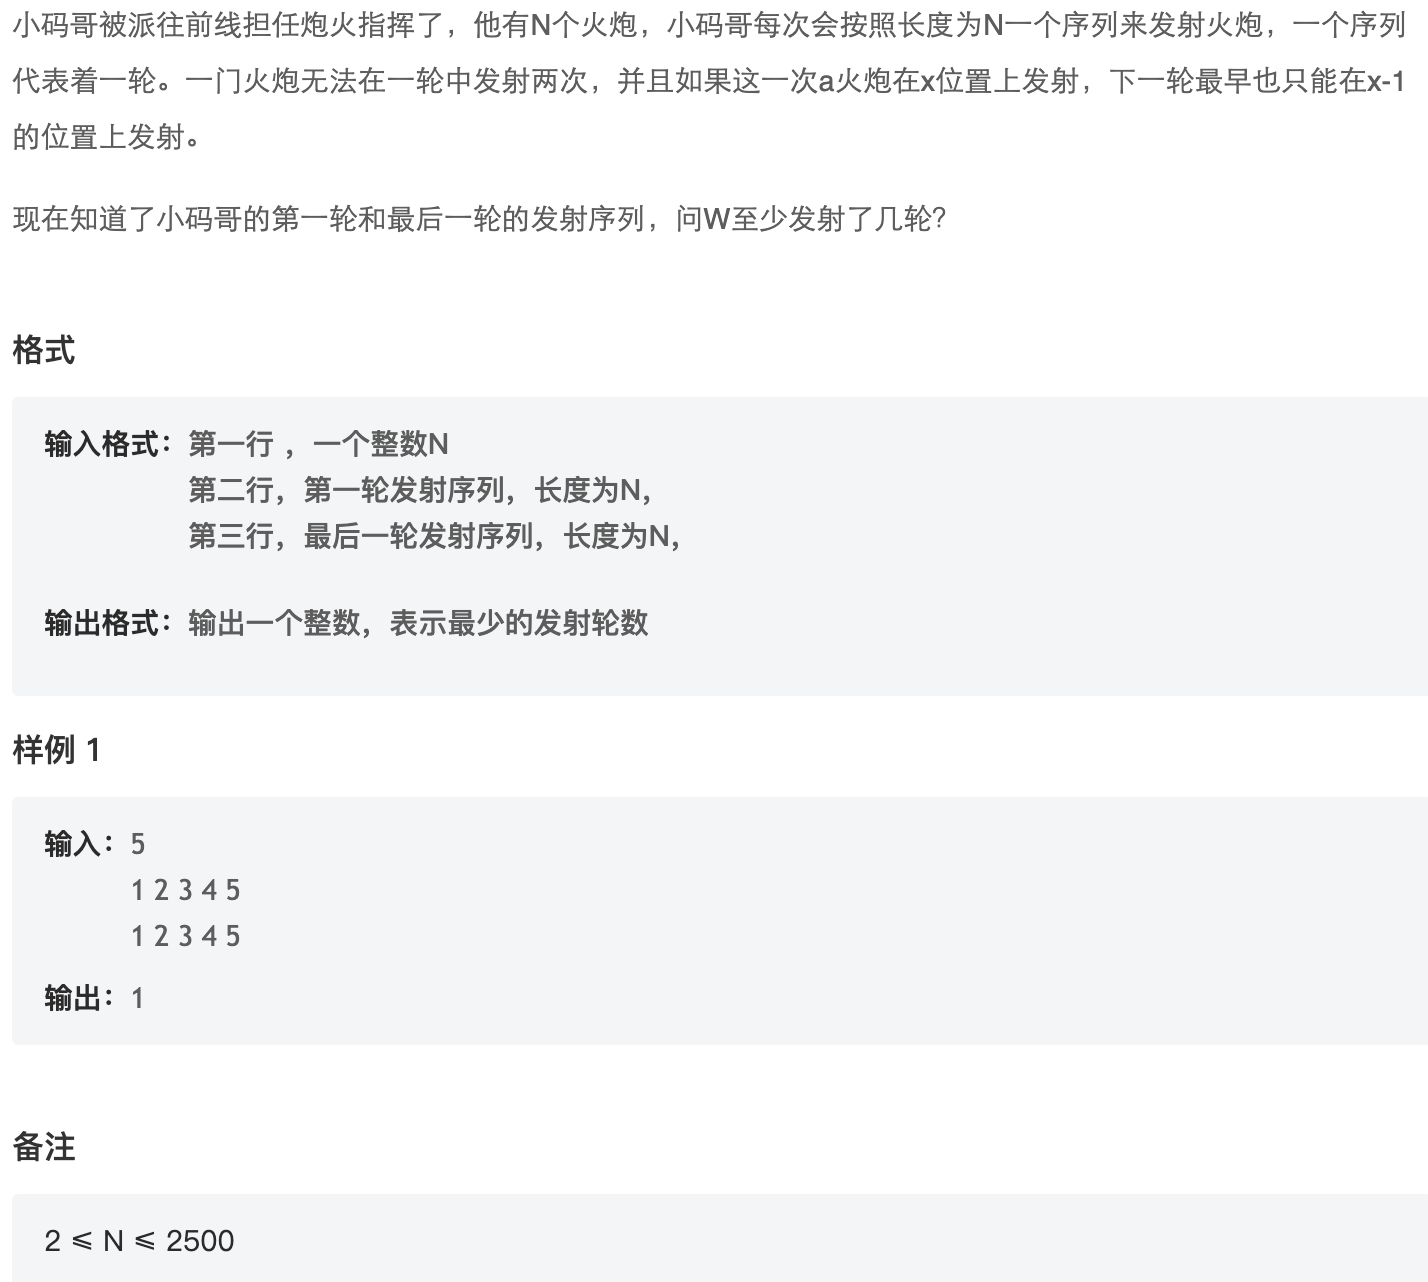 小码哥被派往前线担任炮火指挥了，他有N个火炮，小码哥每次会按照长度为N一个序列来发射火炮，一个序列
代表着一轮。一门火炮无法在一轮中发射两次，并且如果这一次a火炮在x位置上发射，下一轮最早也只能在x-1
的位置上发射。
现在知道了小码哥的第一轮和最后一轮的发射序列，问W至少发射了几轮?
格式
输入格式：第一行 ，一个整数N
第二行，第一轮发射序列，长度为N，
第三行，最后一轮发射序列，长度为N，
输出格式：输出一个整数，表示最少的发射轮数
样例 1
输入：5
1 2 3 4 5
1 2 3 4 5
输出：1
备注
2 ⩽ N ⩽ 2500